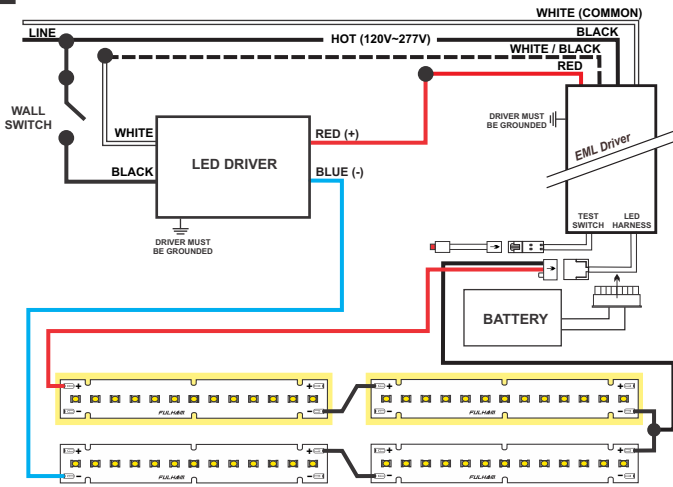 WHITE (COMMON)
LINE
BLACK
HOT (120V~277V)
WHITE / BLACK
RED
WALL
SWITCH
WHITE
LED DRIVER
RED (+)
BLACK
BLUE (-)
DRIVER MUST
BE GROUNDED
DRIVER MUST
BE GROUNDED
EML Driver
TEST
SWITCH
LED
HARNESS
BATTERY
+ +
FULHAM
- -
+ +
FULHAM
- -
+ +
FULHAM
- -
+ +
FULHAM
- -